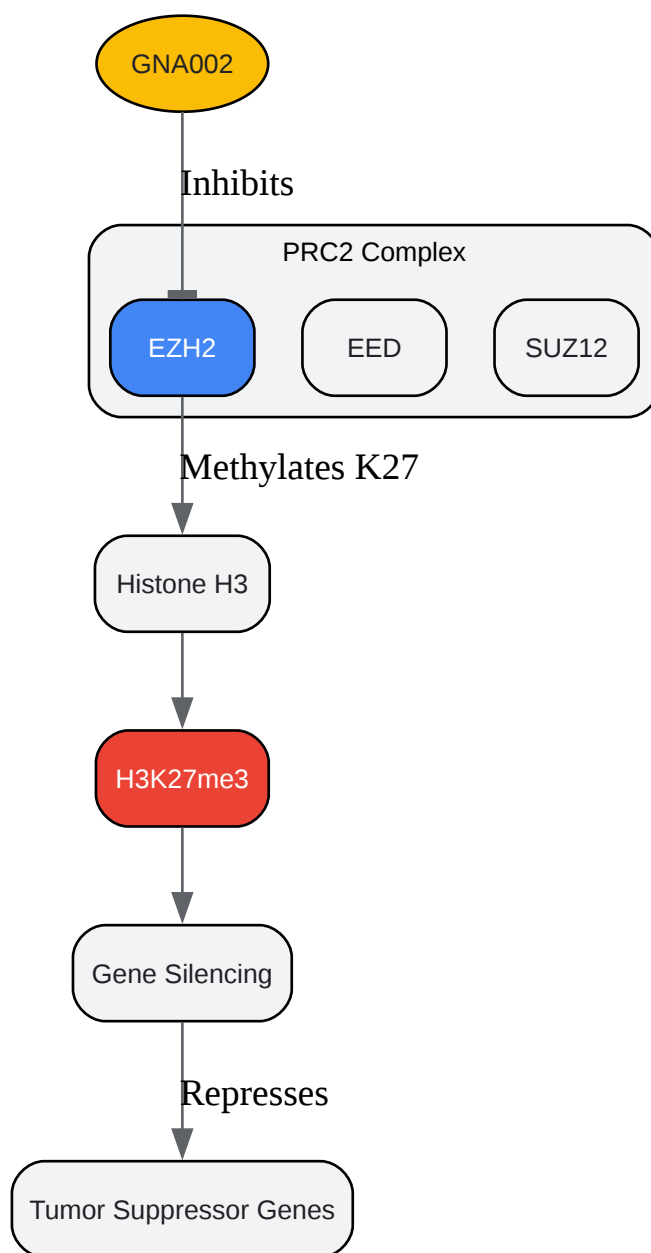 GNA002
Inhibits
PRC2 Complex
EZH2
EED
SUZ12
Methylates K27
Histone H3
H3K27me3
Gene Silencing
Represses
Tumor Suppressor Genes